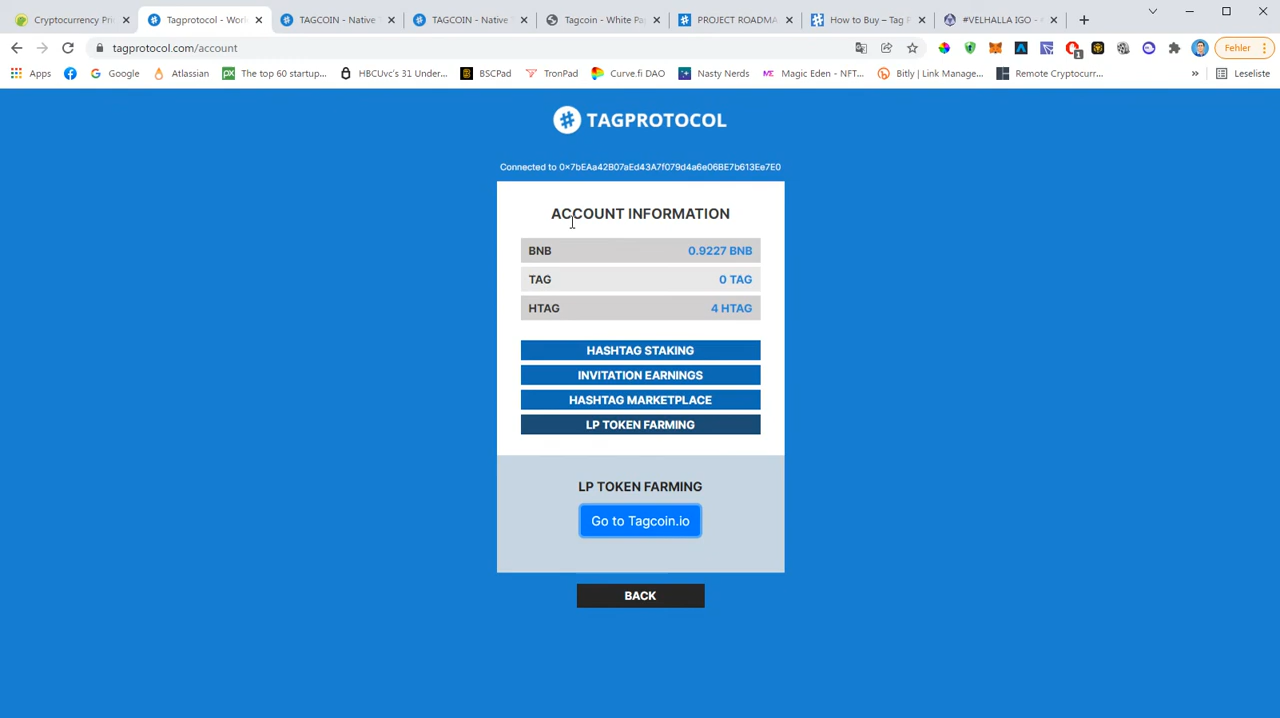 Cryptocurrency Pri
Tagprotocol - Worl
TAGCOIN - Native
TAGCOIN - Native
Tagcoin - White Pa
PROJECT ROADMA
How to Buy – Tag P
#VELHALLA IGO -
tagprotocol.com/account
1
Fehler
Apps
Google
Atlassian
The top 60 startup...
HBCUvc's 31 Under...
BSCPad
TronPad
Curve.fi DAO
Nasty Nerds
Magic Eden - NFT...
Bitly | Link Manage...
Remote Cryptocurr...
»
Leseliste
# TAGPROTOCOL
Connected to 0x7bEAa42B07aEd43A7f079d4a6e06BE7b613Ee7E0
ACCOUNT INFORMATION
BNB 0.9227 BNB
TAG 0 TAG
HTAG 4 HTAG
HASHTAG STAKING
INVITATION EARNINGS
HASHTAG MARKETPLACE
LP TOKEN FARMING
LP TOKEN FARMING
Go to Tagcoin.io
BACK